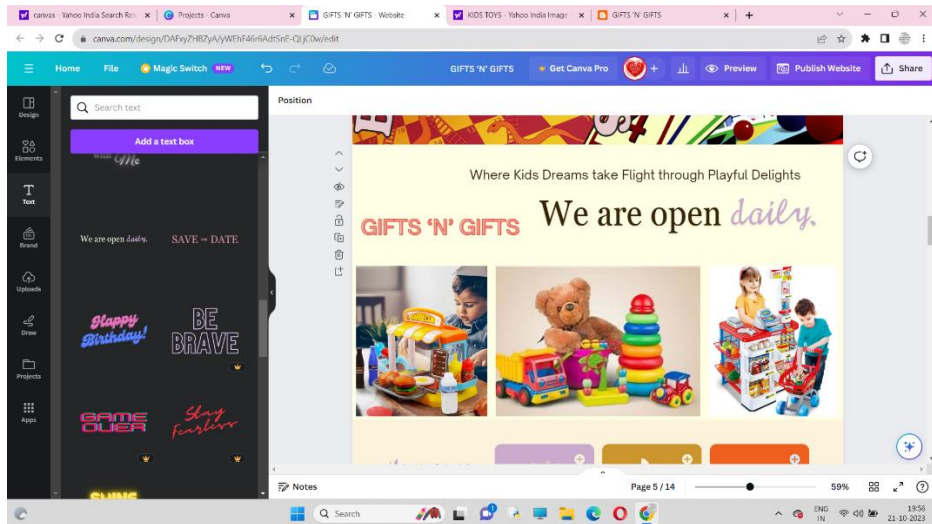 canvas - Yahoo India Search Res
Projects - Canva
GIFTS 'N' GIFTS - Website
KIDS TOYS - Yahoo India Image
GIFTS 'N' GIFTS
canva.com/design/DAFxyZHBZyA/yWEhF46r6AdtSnE-QLjC0w/edit
Home File Magic Switch NEW GIFTS 'N' GIFTS Get Canva Pro Preview Publish Website Share
Design
Elements
Text
Brand
Uploads
Draw
Projects
Apps
Search text
Add a text box
Me
We are open daily.
SAVE THE DATE
Happy
Birthday!
BE
BRAVE
GAME
OVER
Stay
Fearless
SHINE
Position
Where Kids Dreams take Flight through Playful Delights
GIFTS 'N' GIFTS
We are open daily.
Notes Page 5 / 14 59%
Search
ENG
IN
19:56
21-10-2023